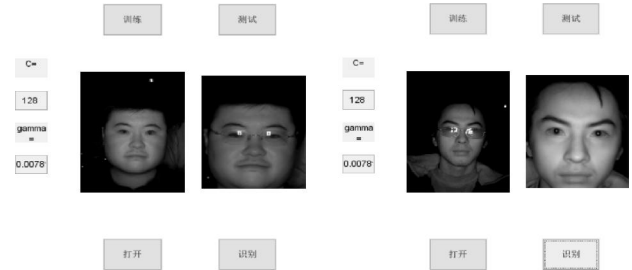 训练 测试
C=
128
gamma
=
0.0078
打开 识别
训练 测试
C=
128
gamma
=
0.0078
打开 识别